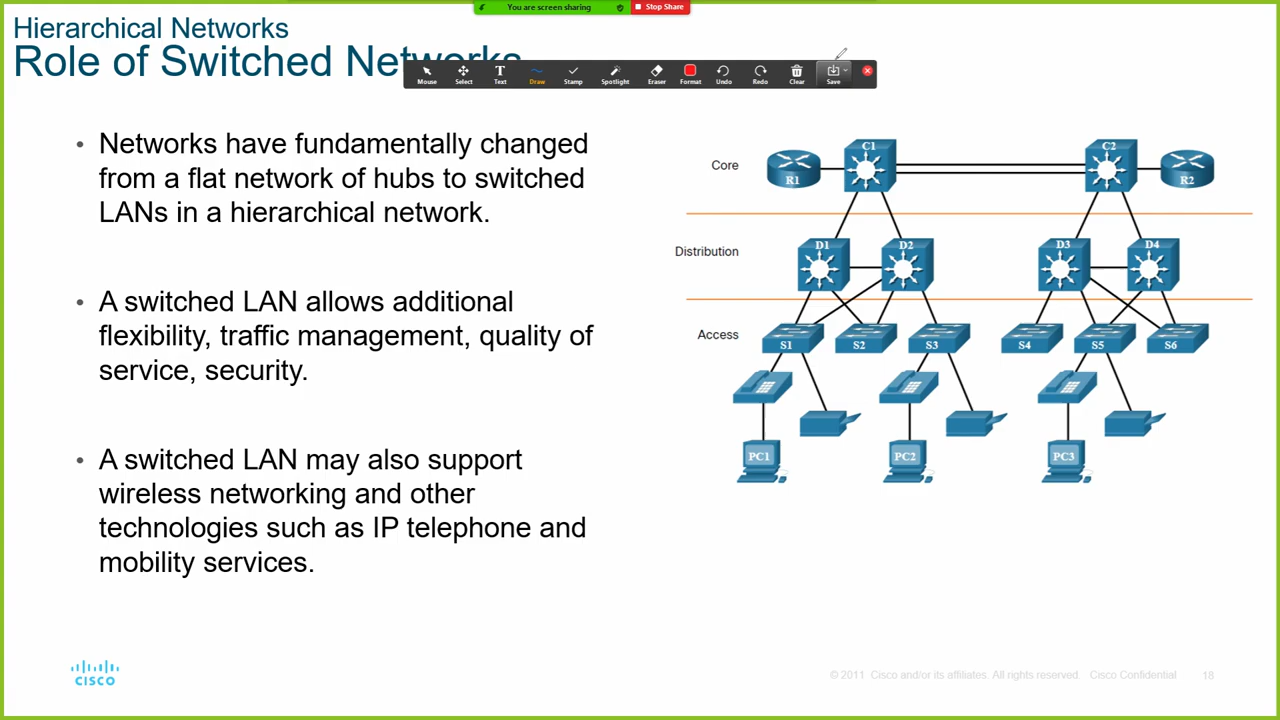 You are screen sharing
Stop Share
Hierarchical Networks
Role of Switched Networks
Mouse
Select
Text
Draw
Stamp
Spotlight
Eraser
Format
Undo
Redo
Clear
Save
• Networks have fundamentally changed
from a flat network of hubs to switched
LANs in a hierarchical network.
• A switched LAN allows additional
flexibility, traffic management, quality of
service, security.
• A switched LAN may also support
wireless networking and other
technologies such as IP telephone and
mobility services.
Core
R1
C1
C2
R2
Distribution
D1
D2
D3
D4
Access
S1
S2
S3
S4
S5
S6
PC1
PC2
PC3
CISCO
© 2011 Cisco and/or its affiliates. All rights reserved. Cisco Confidential 18